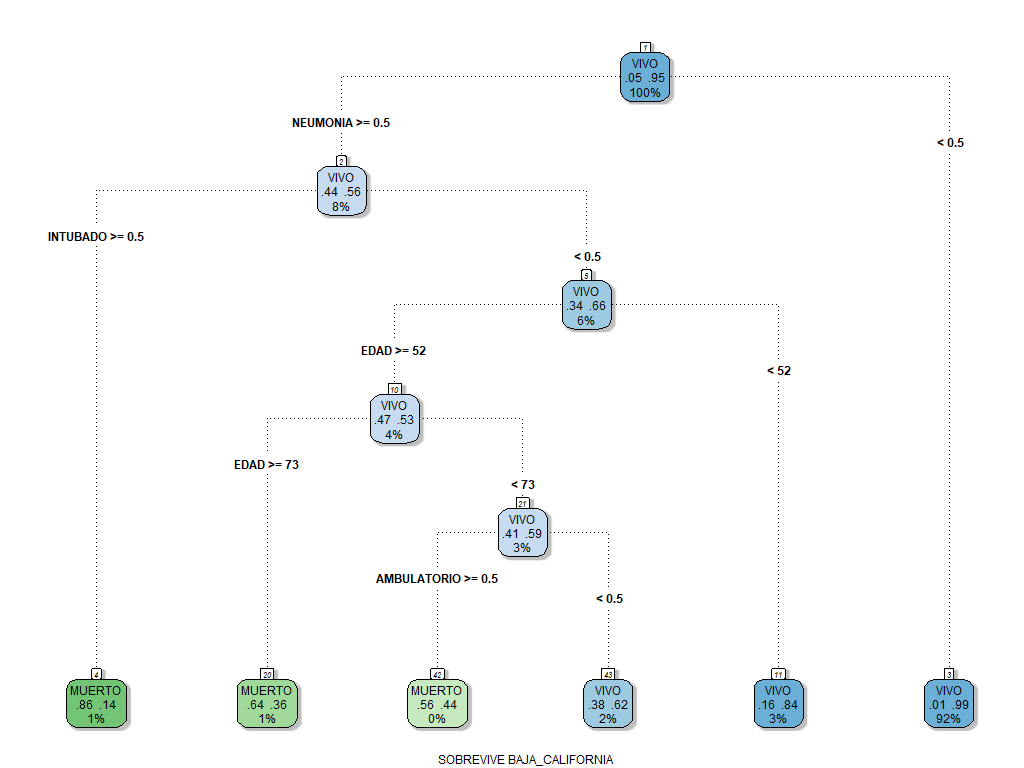 1
VIVO
.05 .95
100%
NEUMONIA >= 0.5
< 0.5
2
VIVO
.44 .56
8%
INTUBADO >= 0.5
< 0.5
5
VIVO
.34 .66
6%
EDAD >= 52
< 52
10
VIVO
.47 .53
4%
EDAD >= 73
< 73
21
VIVO
.41 .59
3%
AMBULATORIO >= 0.5
< 0.5
4
MUERTO
.86 .14
1%
20
MUERTO
.64 .36
1%
42
MUERTO
.56 .44
0%
43
VIVO
.38 .62
2%
11
VIVO
.16 .84
3%
3
VIVO
.01 .99
92%
SOBREVIVE BAJA_CALIFORNIA